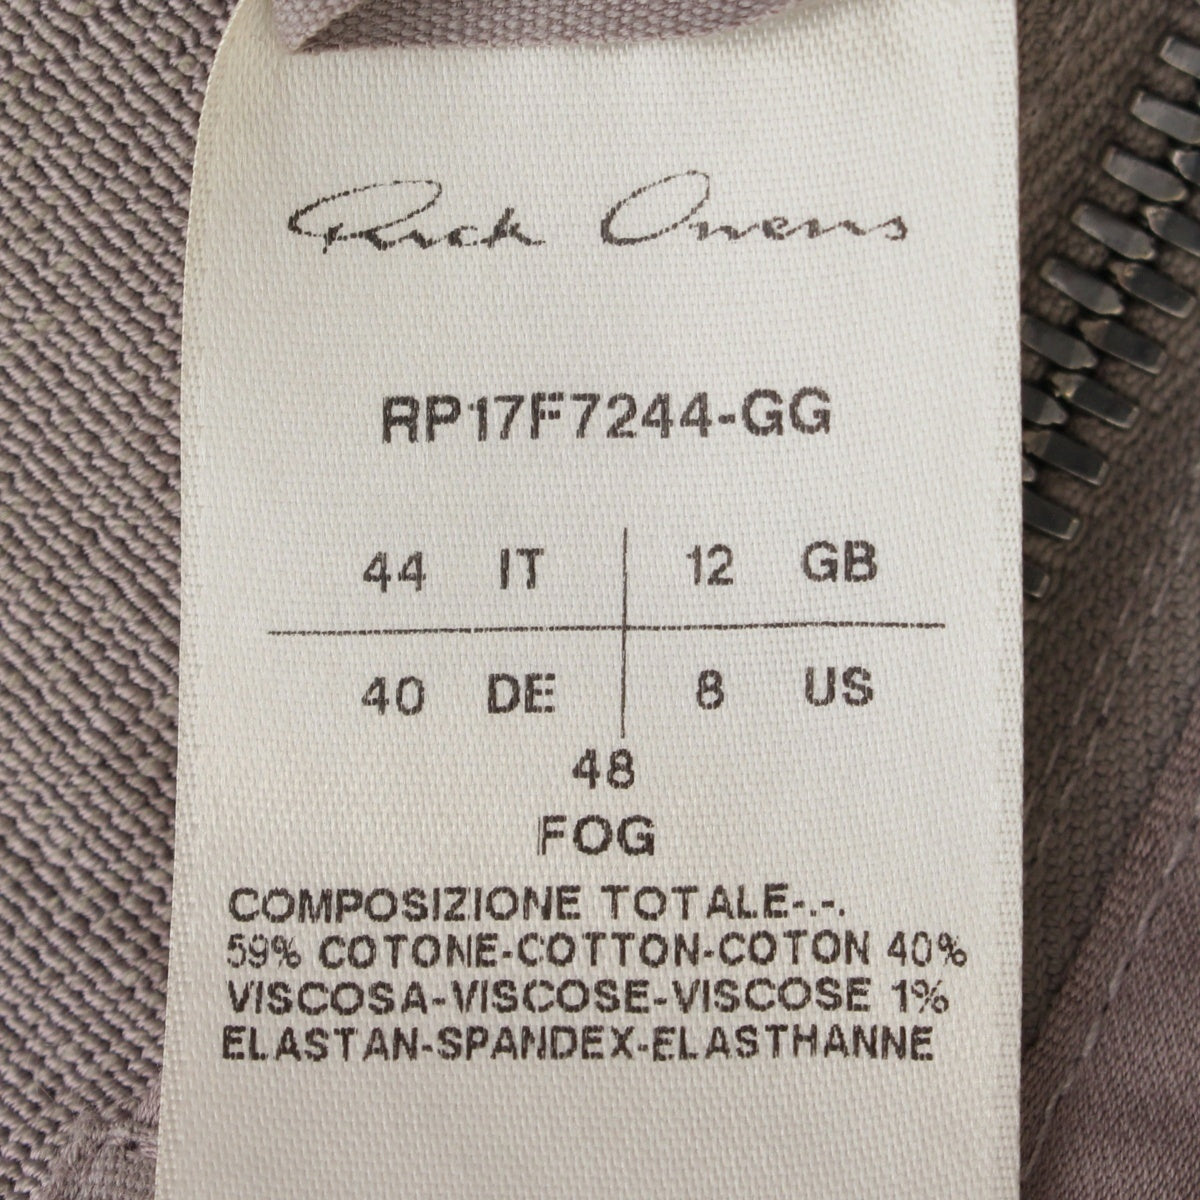 Rick Owens
RP17F7244-GG
44 IT 12 GB
40 DE 8 US
48
FOG
COMPOSIZIONE TOTALE-.-.
59% COTONE-COTTON-COTON 40%
VISCOSA-VISCOSE-VISCOSE 1%
ELASTAN-SPANDEX-ELASTHANNE